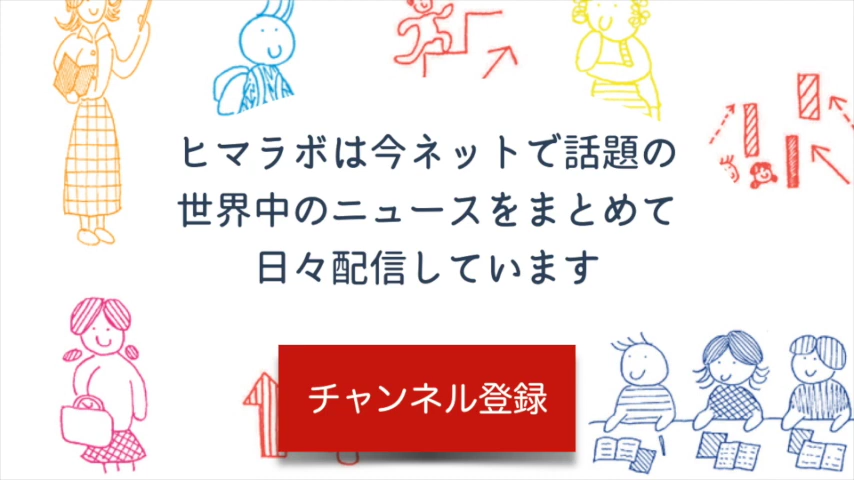 ヒマラボは今ネットで話題の
世界中のニュースをまとめて
日々配信しています
チャンネル登録